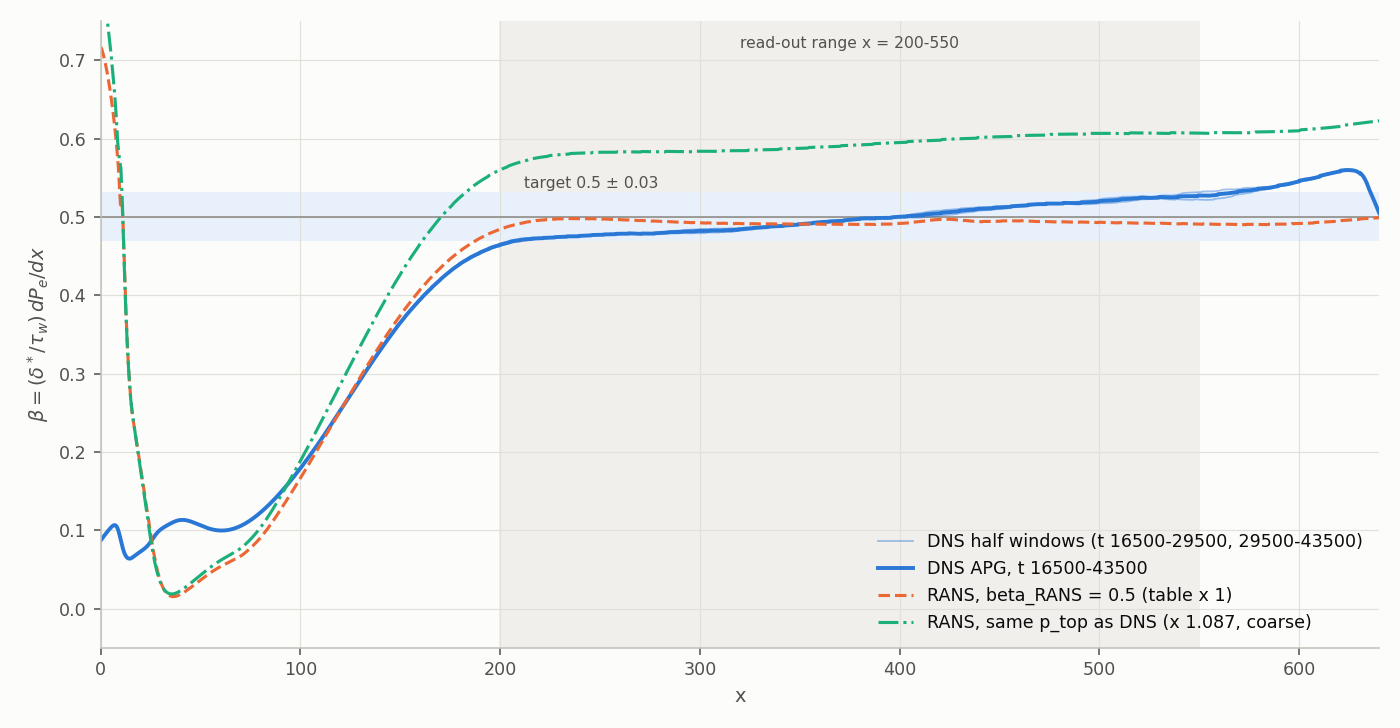 read-out range x = 200-550
target 0.5 ± 0.03
0.7
0.6
0.5
0.4
0.3
0.2
0.1
0.0
β = (δ*/τw) dPe/dx
DNS half windows (t 16500-29500, 29500-43500)
DNS APG, t 16500-43500
RANS, beta_RANS = 0.5 (table x 1)
RANS, same p_top as DNS (x 1.087, coarse)
0 100 200 300 400 500 600
x